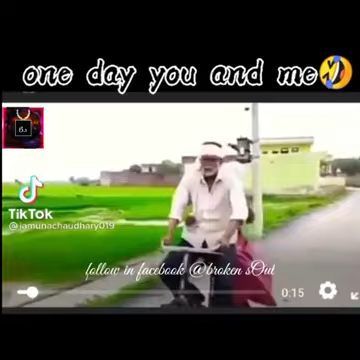 one day you and me🤣
TikTok
@jamunachaudhary019
follow in facebook @broken sOut
0:15